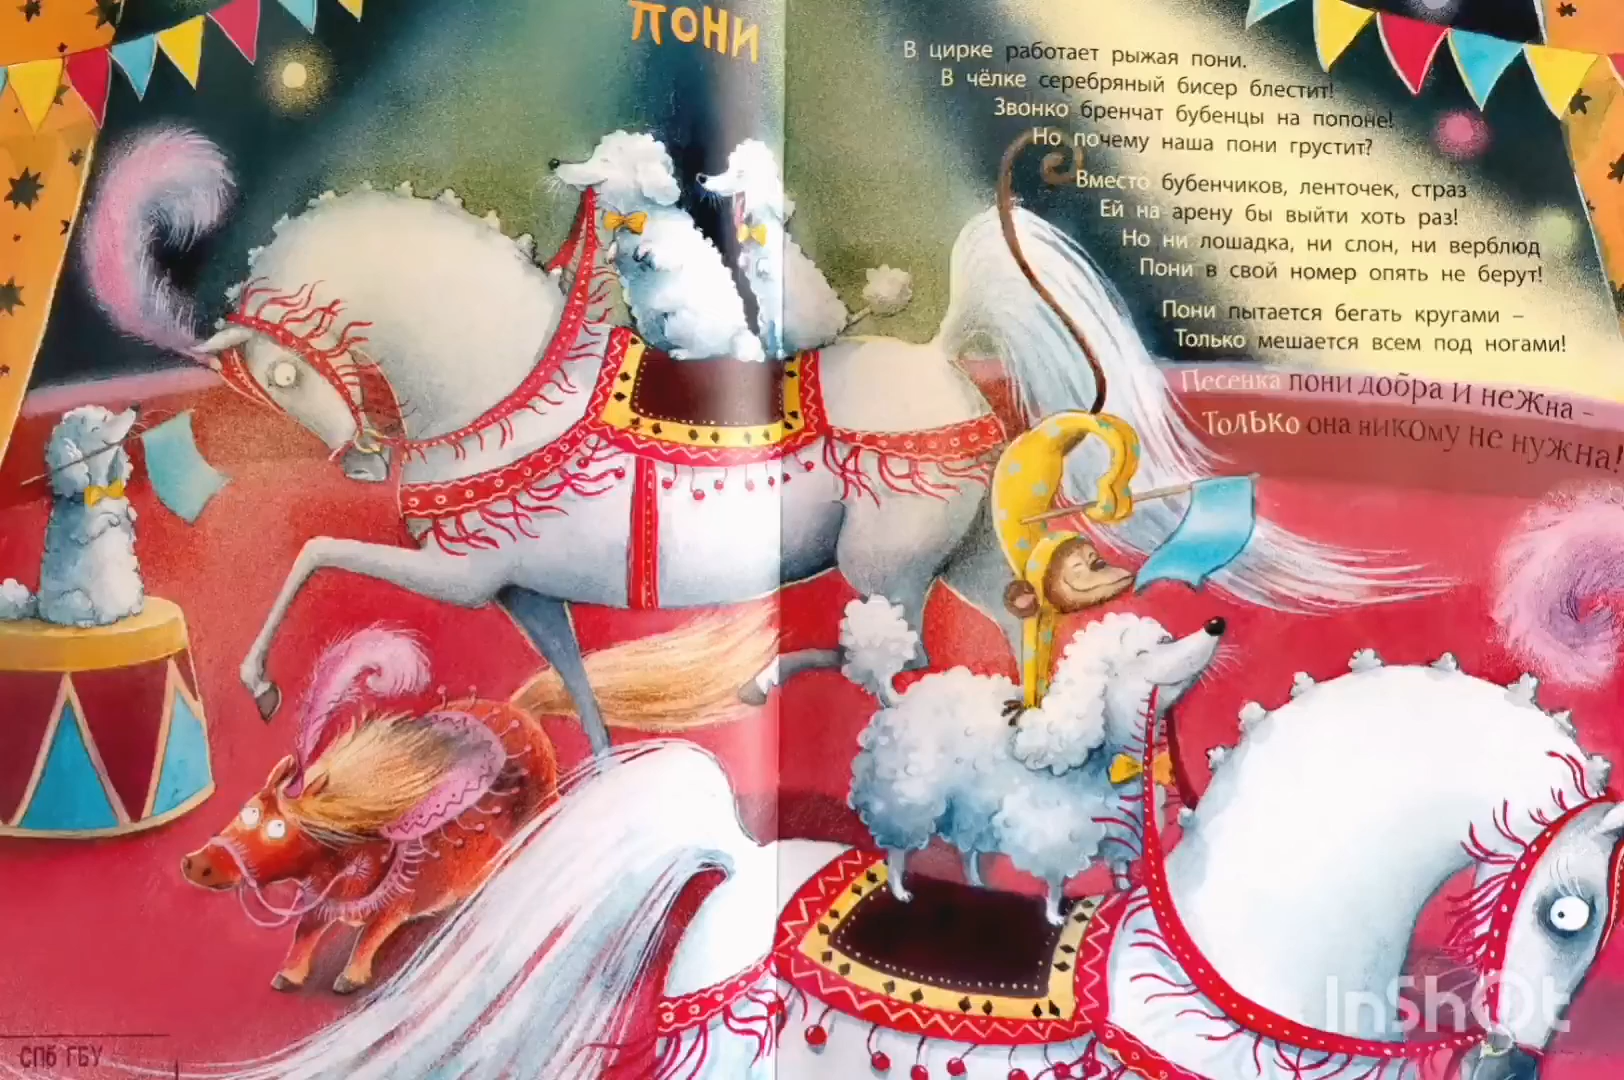 ПОНИ
В цирке работает рыжая пони.
В чёлке серебряный бисер блестит!
Звонко бренчат бубенцы на попоне!
Но почему наша пони грустит?
Вместо бубенчиков, ленточек, страз
Ей на арену бы выйти хоть раз!
Но ни лошадка, ни слон, ни верблюд
Пони в свой номер опять не берут!
Пони пытается бегать кругами –
Только мешается всем под ногами!
Песенка пони добра и нежна –
Только она никому не нужна!
СПб ГБУ
InShOt